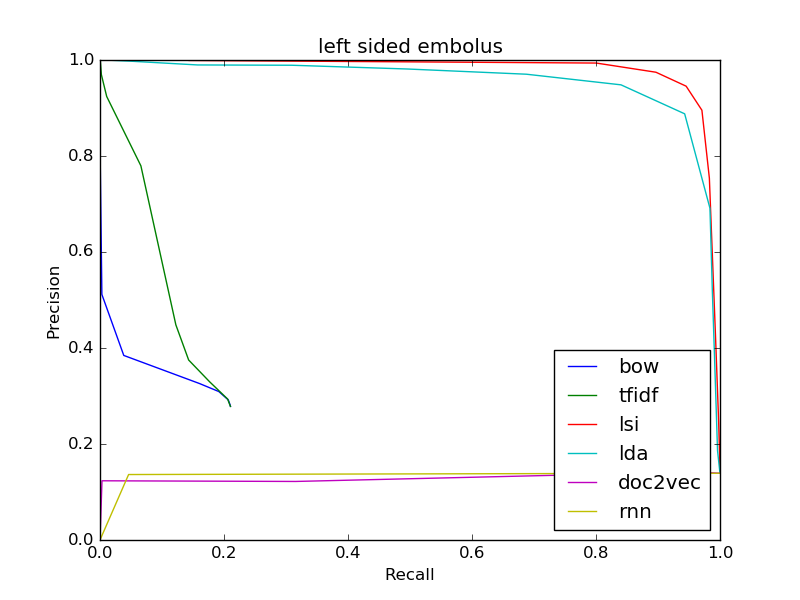 left sided embolus
1.0
0.8
0.6
0.4
0.2
0.0
Precision
0.0 0.2 0.4 0.6 0.8 1.0
Recall
bow
tfidf
lsi
lda
doc2vec
rnn